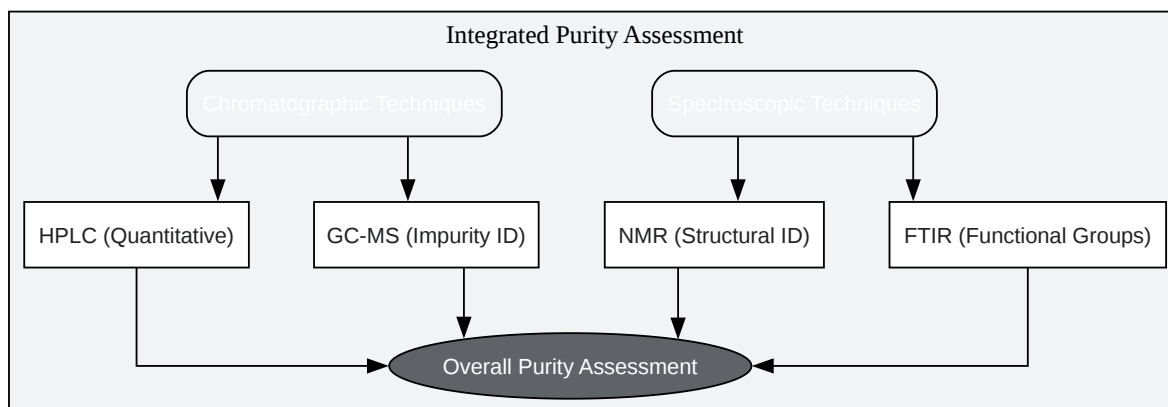 Integrated Purity Assessment
Chromatographic Techniques
Spectroscopic Techniques
HPLC (Quantitative)
GC-MS (Impurity ID)
NMR (Structural ID)
FTIR (Functional Groups)
Overall Purity Assessment